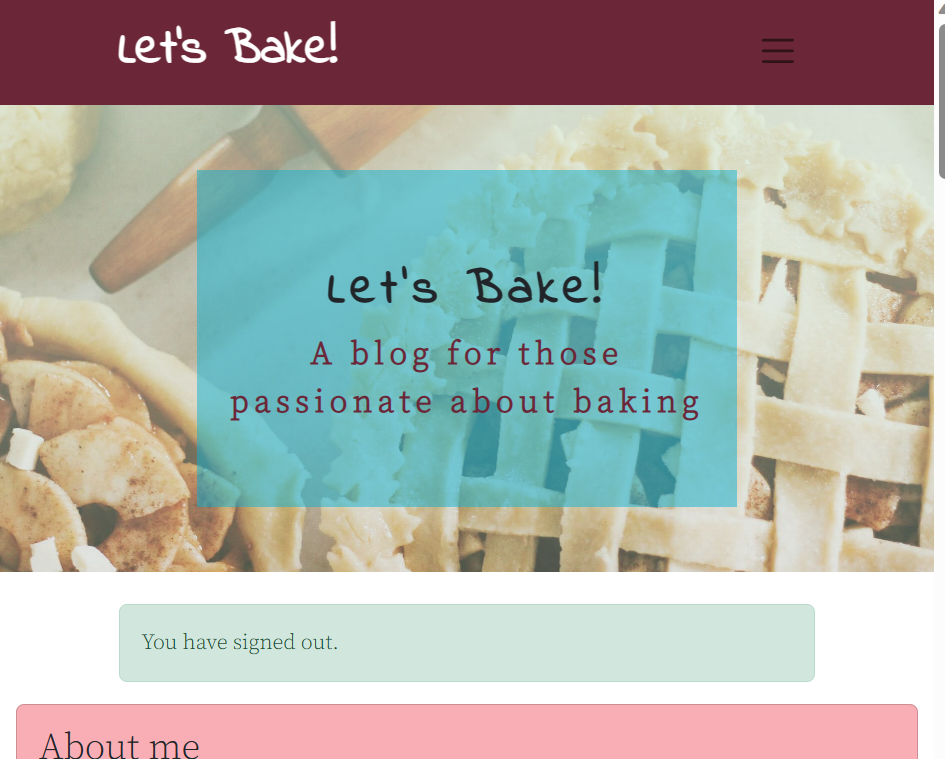 Let's Bake!
Let's Bake!
A blog for those
passionate about baking
You have signed out.
About me